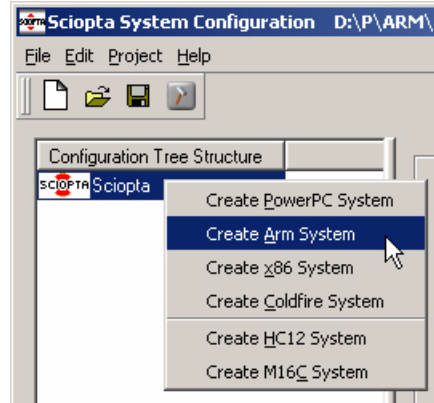 Sciopta System Configuration D:\P\ARM\
File Edit Project Help
Configuration Tree Structure
SCIOPTA Sciopta
Create PowerPC System
Create Arm System
Create x86 System
Create Coldfire System
Create HC12 System
Create M16C System